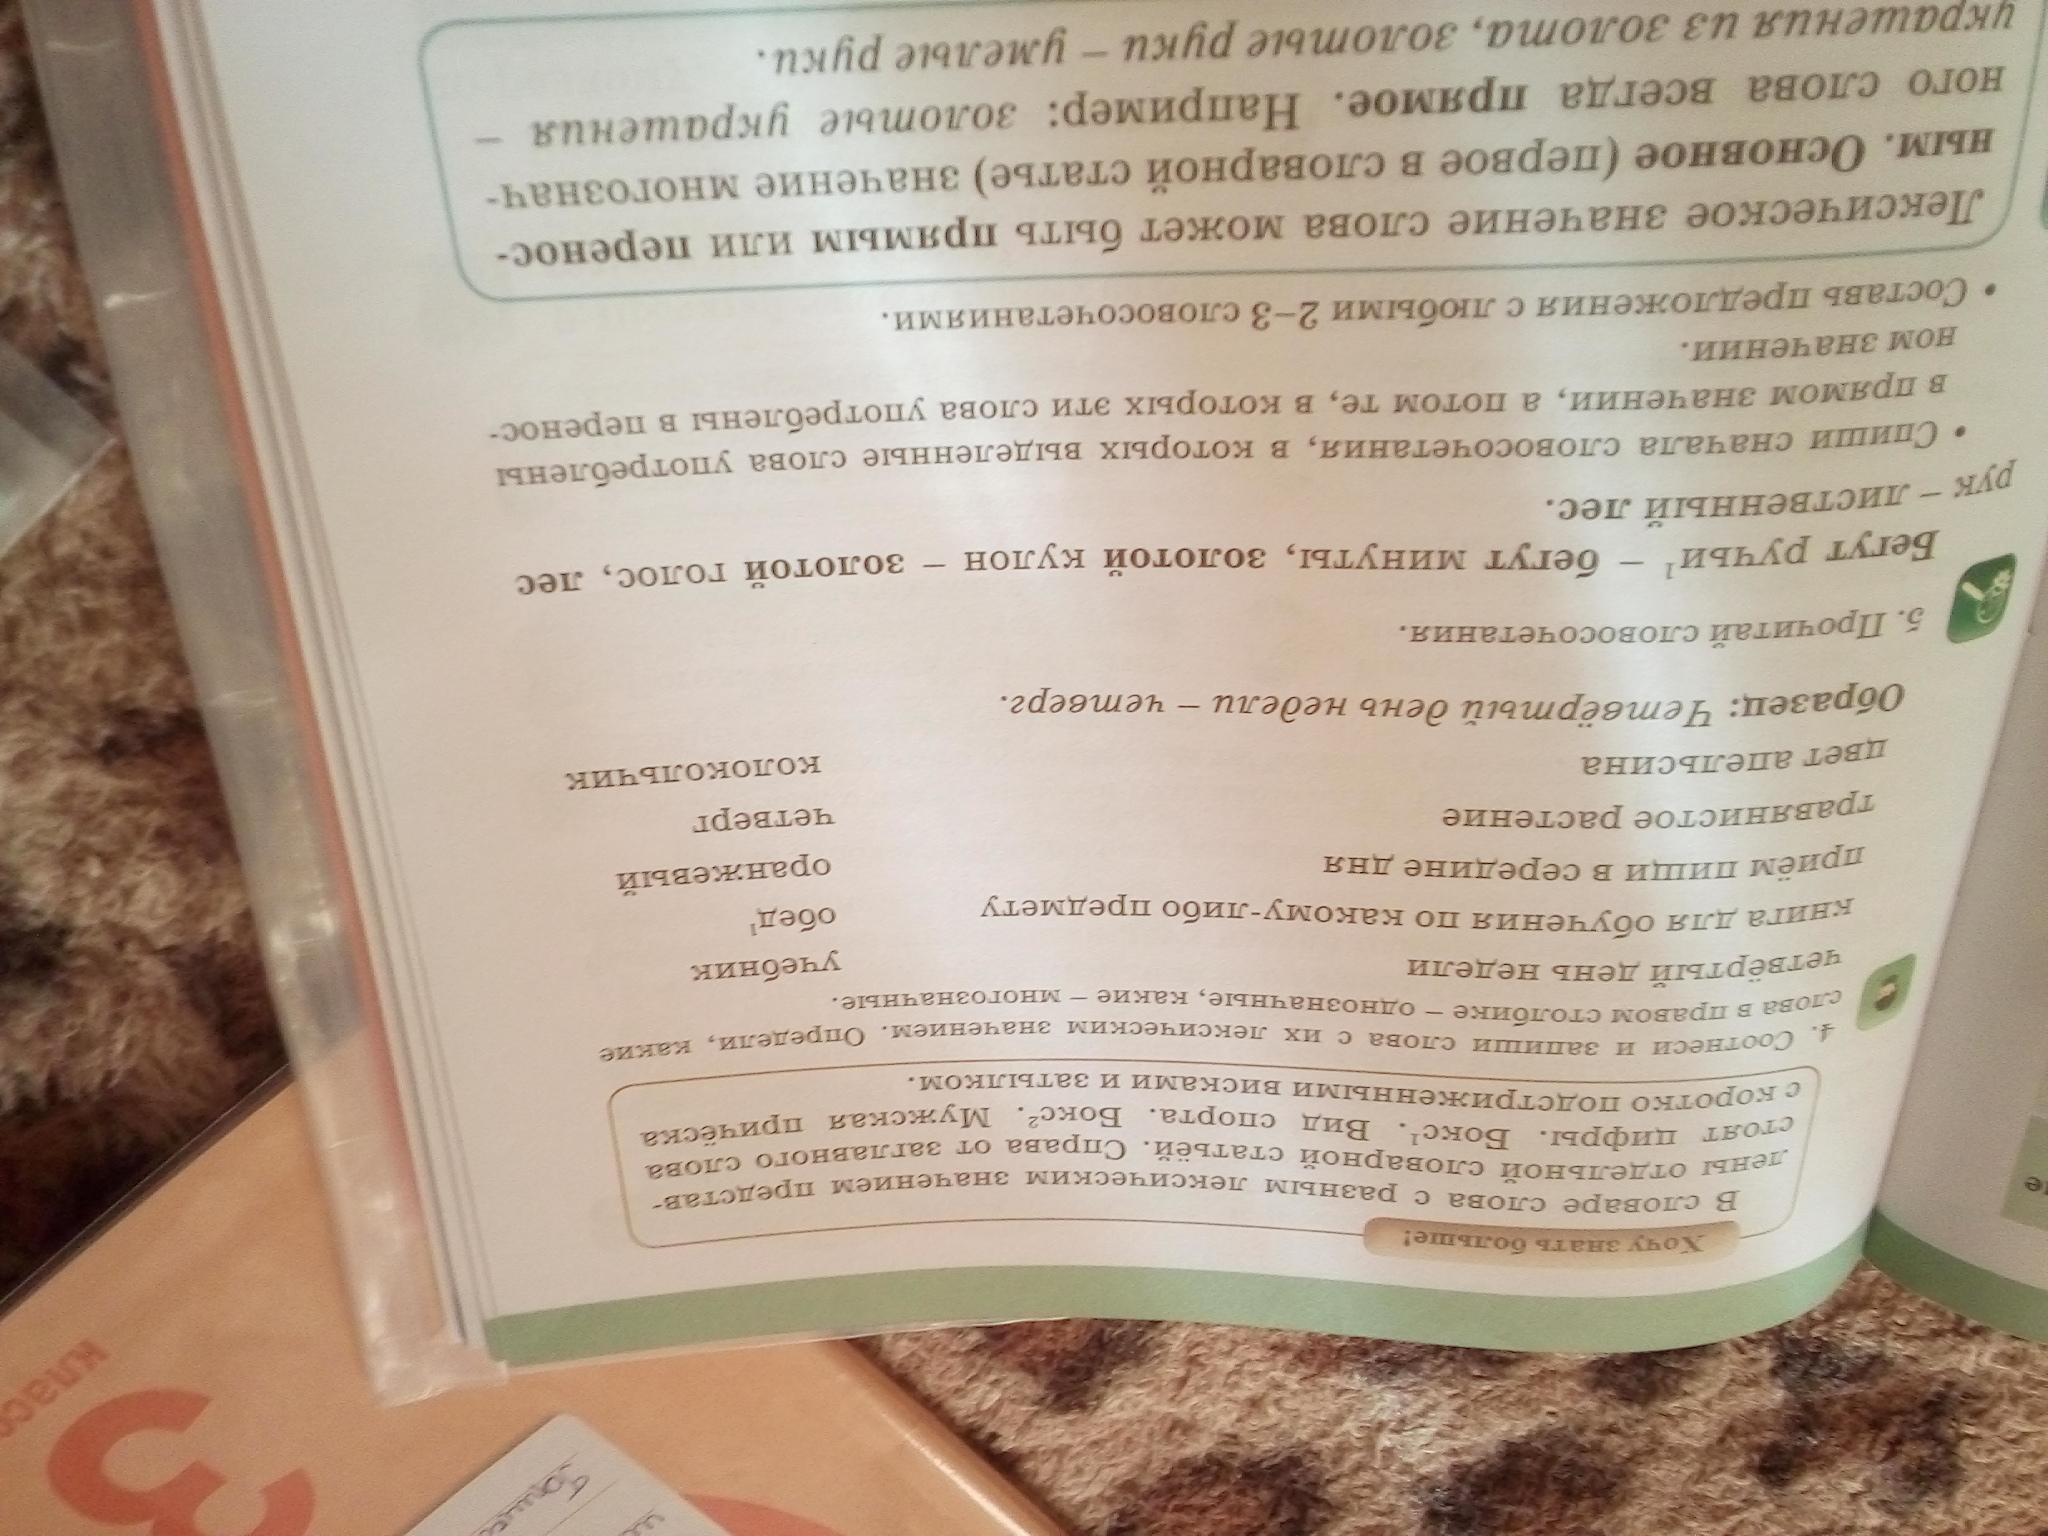 Хочу знать больше!
В словаре слова с разным лексическим значением представ-
лены отдельной словарной статьёй. Справа от заглавного слова
стоят цифры. Бокс¹. Вид спорта. Бокс². Мужская причёска
с коротко подстриженными висками и затылком.
4. Соотнеси и запиши слова с их лексическим значением. Определи, какие
слова в правом столбике – однозначные, какие – многозначные.
четвёртый день недели учебник
книга для обучения по какому-либо предмету обед¹
приём пищи в середине дня оранжевый
травянистое растение четверг
цвет апельсина колокольчик
Образец: Четвёртый день недели – четверг.
5. Прочитай словосочетания.
Бегут ручьи¹ – бегут минуты, золотой кулон – золотой голос, лес
рук – лиственный лес.
• Спиши сначала словосочетания, в которых выделенные слова употреблены
в прямом значении, а потом те, в которых эти слова употреблены в перенос-
ном значении.
• Составь предложения с любыми 2–3 словосочетаниями.
Лексическое значение слова может быть прямым или перенос-
ным. Основное (первое в словарной статье) значение многознач-
ного слова всегда прямое. Например: золотые украшения –
украшения из золота, золотые руки – умелые руки.
3
класс